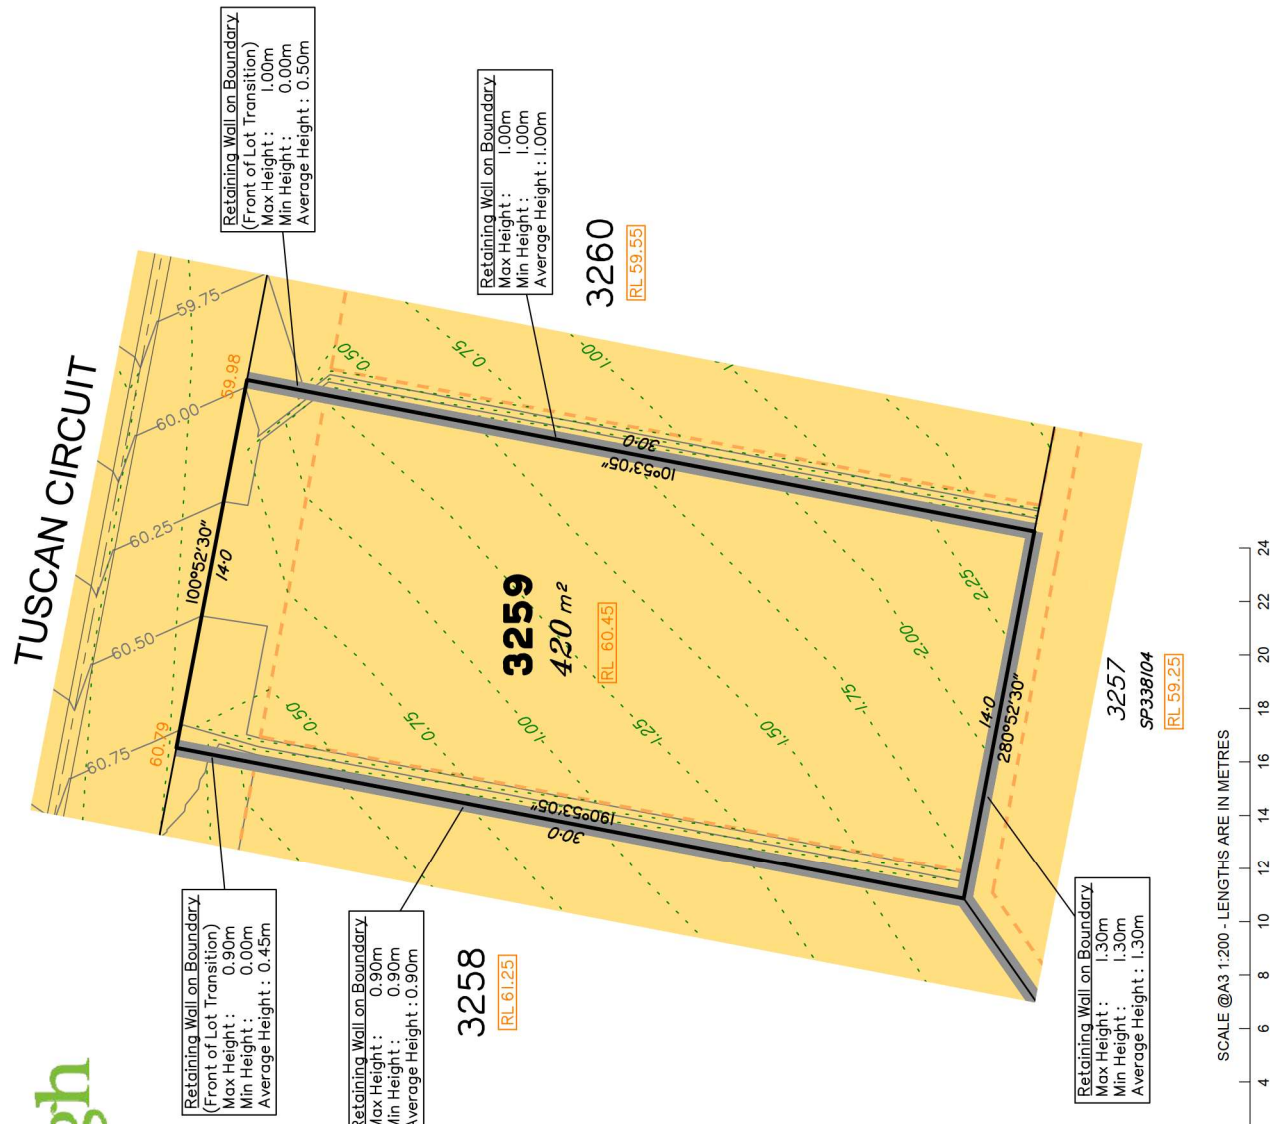 TUSCAN CIRCUIT
Retaining Wall on Boundary
(Front of Lot Transition)
Max Height : 1.00m
Min Height : 0.00m
Average Height : 0.50m
Retaining Wall on Boundary
Max Height : 1.00m
Min Height : 1.00m
Average Height : 1.00m
3260
RL 59.55
59.75
60.00
60.25
60.50
60.75
59.98
60.79
100°52'30"
14·0
0.50
0.75
1.00
30·0
10°53'05"
3259
420 m²
RL 60.45
0.50
0.75
1.00
1.25
1.50
1.75
2.00
2.25
190°53'05"
30·0
14·0
280°52'30"
3257
SP338104
RL 59.25
Retaining Wall on Boundary
(Front of Lot Transition)
Max Height : 0.90m
Min Height : 0.00m
Average Height : 0.45m
Retaining Wall on Boundary
Max Height : 0.90m
Min Height : 0.90m
Average Height : 0.90m
3258
RL 61.25
Retaining Wall on Boundary
Max Height : 1.30m
Min Height : 1.30m
Average Height : 1.30m
gh
SCALE @A3 1:200 - LENGTHS ARE IN METRES
4 6 8 10 12 14 16 18 20 22 24